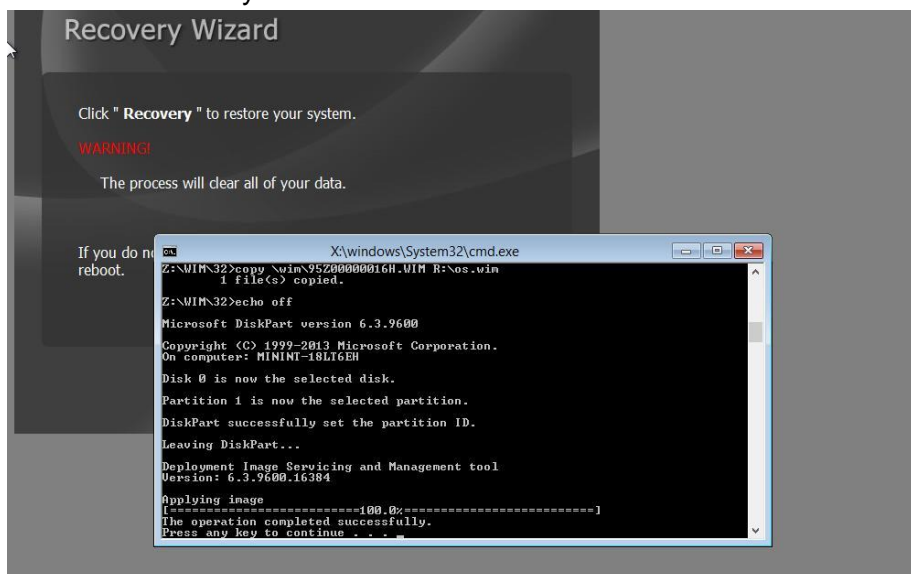 Recovery Wizard
Click " Recovery " to restore your system.
WARNING!
The process will clear all of your data.
If you do n
reboot.
X:\windows\System32\cmd.exe
Z:\WIM\32>copy \wim\95Z00000016H.WIM R:\os.wim
1 file(s) copied.
Z:\WIM\32>echo off
Microsoft DiskPart version 6.3.9600
Copyright (C) 1999-2013 Microsoft Corporation.
On computer: MININT-18LT6EH
Disk 0 is now the selected disk.
Partition 1 is now the selected partition.
DiskPart successfully set the partition ID.
Leaving DiskPart...
Deployment Image Servicing and Management tool
Version: 6.3.9600.16384
Applying image
[==========================100.0%==========================]
The operation completed successfully.
Press any key to continue . . .